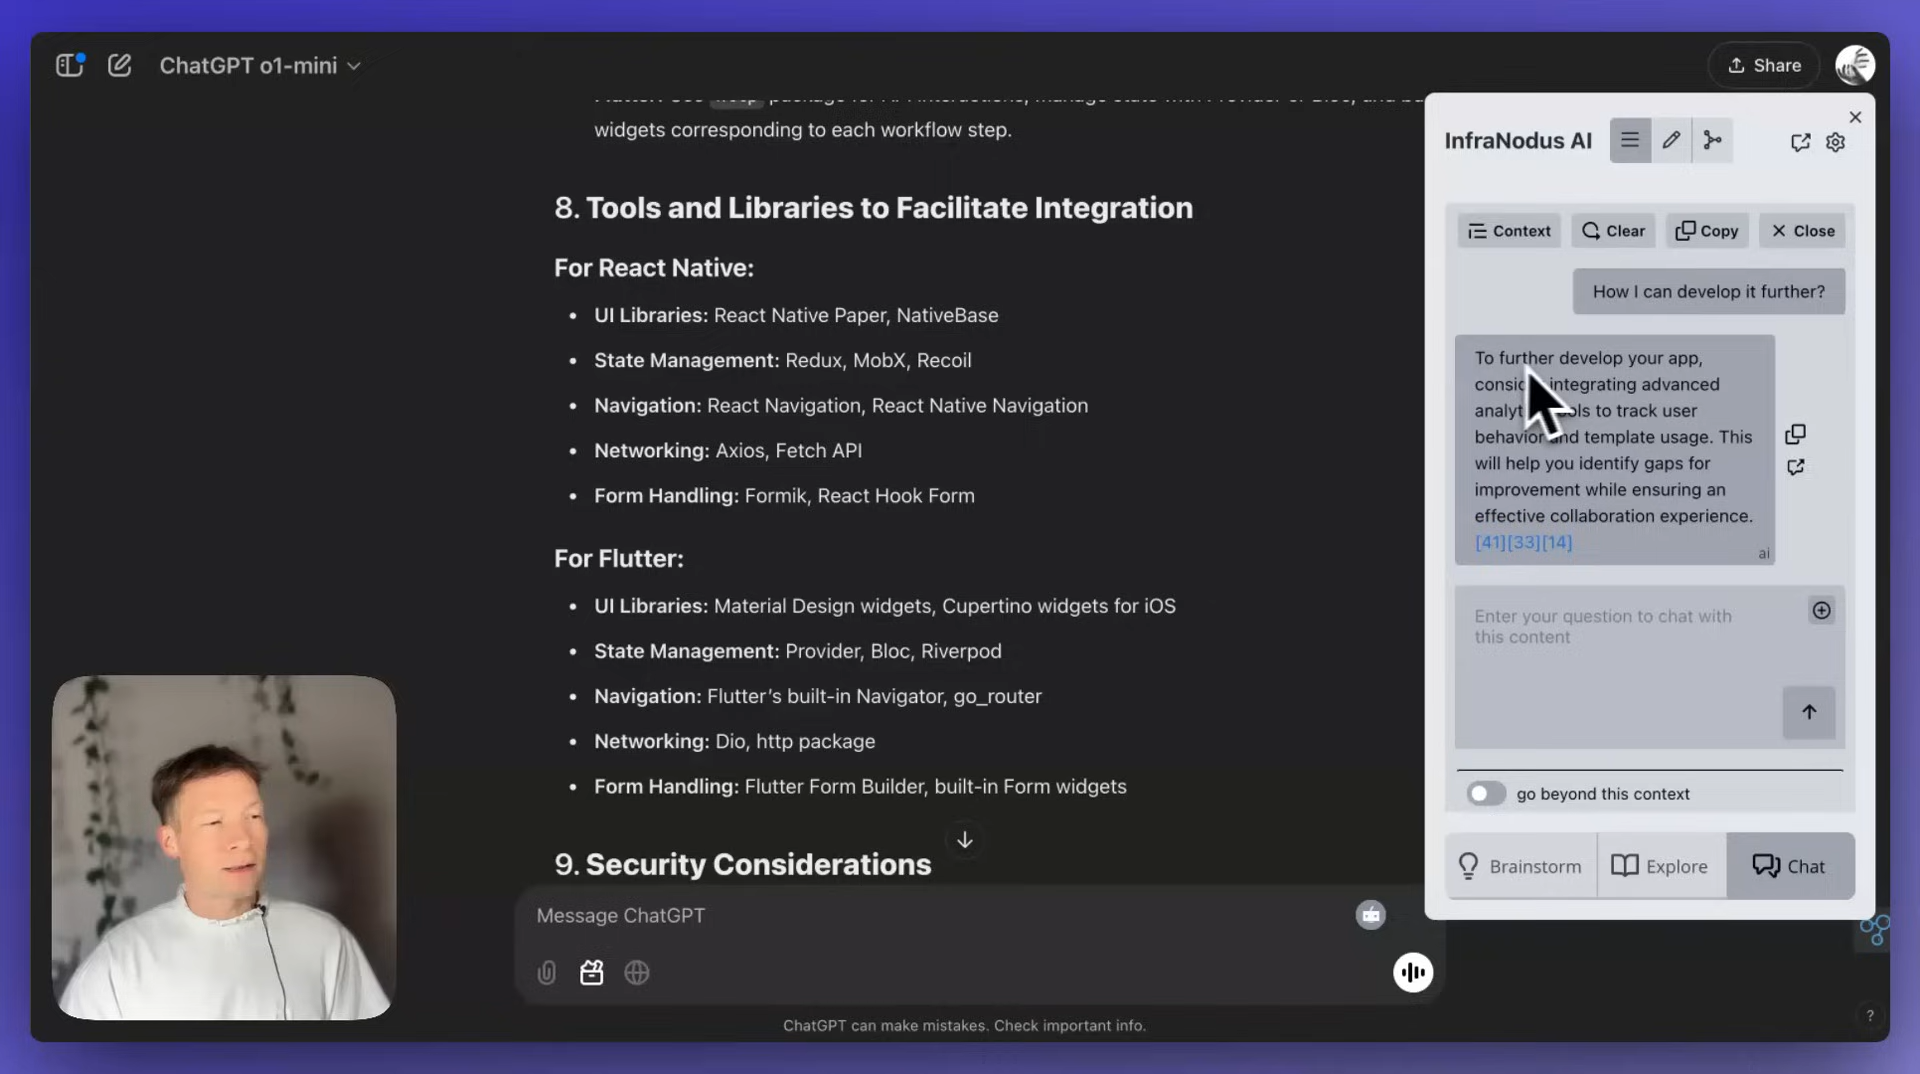 ChatGPT o1-mini
Share
widgets corresponding to each workflow step.
8. Tools and Libraries to Facilitate Integration
For React Native:
• UI Libraries: React Native Paper, NativeBase
• State Management: Redux, MobX, Recoil
• Navigation: React Navigation, React Native Navigation
• Networking: Axios, Fetch API
• Form Handling: Formik, React Hook Form
For Flutter:
• UI Libraries: Material Design widgets, Cupertino widgets for iOS
• State Management: Provider, Bloc, Riverpod
• Navigation: Flutter’s built-in Navigator, go_router
• Networking: Dio, http package
• Form Handling: Flutter Form Builder, built-in Form widgets
9. Security Considerations
Message ChatGPT
ChatGPT can make mistakes. Check important info.
?
InfraNodus AI
Context
Clear
Copy
Close
How I can develop it further?
To further develop your app,
integrating advanced
to track user
behavior and template usage. This
will help you identify gaps for
improvement while ensuring an
effective collaboration experience.
[41][33][14]
ai
Enter your question to chat with
this content
go beyond this context
Brainstorm
Explore
Chat